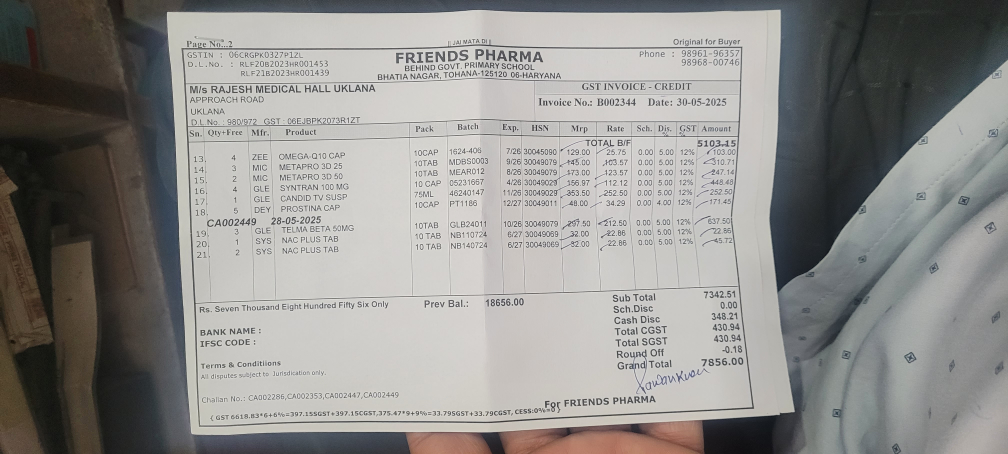 || JAI MATA DI ||
Page No...2
Original for Buyer
GSTIN : 06CRGPK0327P1ZL
D.L.No. : RLF20B2023HR001453
RLF21B2023HR001439
FRIENDS PHARMA
BEHIND GOVT. PRIMARY SCHOOL
BHATIA NAGAR, TOHANA-125120 06-HARYANA
Phone : 98961-96357
98968-00746
M/s RAJESH MEDICAL HALL UKLANA
APPROACH ROAD
UKLANA
D.L.No. : 980/972 GST : 06EJBPK2073R1ZT
GST INVOICE - CREDIT
Invoice No.: B002344 Date: 30-05-2025
Sn. Qty+Free Mfr. Product Pack Batch Exp. HSN Mrp Rate Sch. Dis. GST Amount
TOTAL B/F 5103.15
13. 4 ZEE OMEGA-Q10 CAP 10CAP 1624-406 7/26 30045090 129.00 25.75 0.00 5.00 12% 103.00
14. 3 MIC METAPRO 3D 25 10TAB MDBS0003 9/26 30049079 145.00 103.57 0.00 5.00 12% 310.71
15. 2 MIC METAPRO 3D 50 10TAB MEAR012 8/26 30049079 173.00 123.57 0.00 5.00 12% 247.14
16. 4 GLE SYNTRAN 100 MG 10 CAP 05231667 4/26 30049029 156.97 112.12 0.00 5.00 12% 448.48
17. 1 GLE CANDID TV SUSP 75ML 46240147 11/26 30049029 353.50 252.50 0.00 5.00 12% 252.50
18. 5 DEY PROSTINA CAP 10CAP PT1186 12/27 30049011 48.00 34.29 0.00 4.00 12% 171.45
CA002449 28-05-2025
19. 3 GLE TELMA BETA 50MG 10TAB GLB24011 10/26 30049079 297.50 212.50 0.00 5.00 12% 637.50
20. 1 SYS NAC PLUS TAB 10 TAB NB110724 6/27 30049069 32.00 22.86 0.00 5.00 12% 22.86
21. 2 SYS NAC PLUS TAB 10 TAB NB140724 6/27 30049069 32.00 22.86 0.00 5.00 12% 45.72
Rs. Seven Thousand Eight Hundred Fifty Six Only Prev Bal.: 18656.00
Sub Total 7342.51
Sch.Disc 0.00
Cash Disc 348.21
Total CGST 430.94
Total SGST 430.94
Round Off -0.18
Grand Total 7856.00
BANK NAME :
IFSC CODE :
Terms & Conditiions
All disputes subject to Jurisdication only.
Challan No.: CA002286,CA002353,CA002447,CA002449
For FRIENDS PHARMA
( GST 6618.83*6+6%=397.15SGST+397.15CGST,375.47*9+9%=33.79SGST+33.79CGST, CESS:0%=0 )